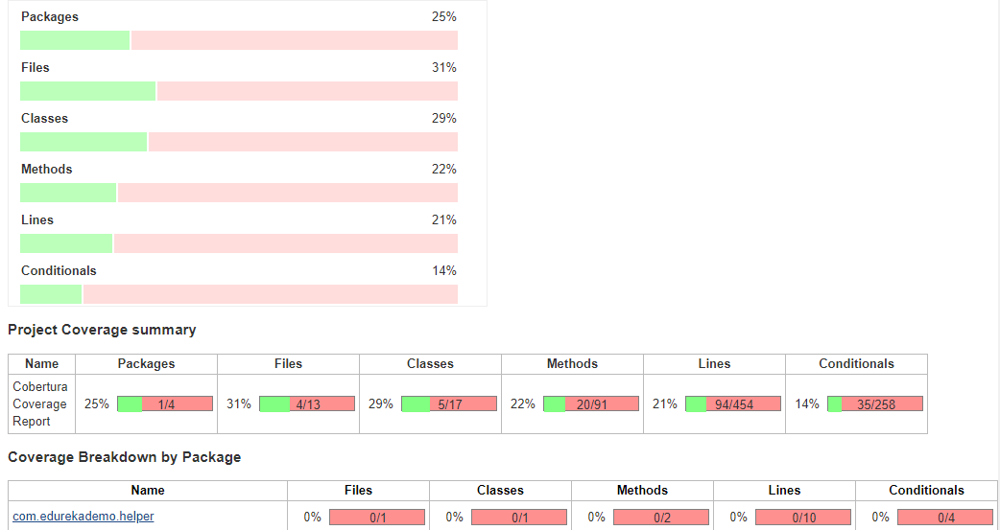 Packages 25%
Files 31%
Classes 29%
Methods 22%
Lines 21%
Conditionals 14%
Project Coverage summary
Name Packages Files Classes Methods Lines Conditionals
Cobertura
Coverage 25% 1/4 31% 4/13 29% 5/17 22% 20/91 21% 94/454 14% 35/258
Report
Coverage Breakdown by Package
Name Files Classes Methods Lines Conditionals
com.edurekademo.helper 0% 0/1 0% 0/1 0% 0/2 0% 0/10 0% 0/4